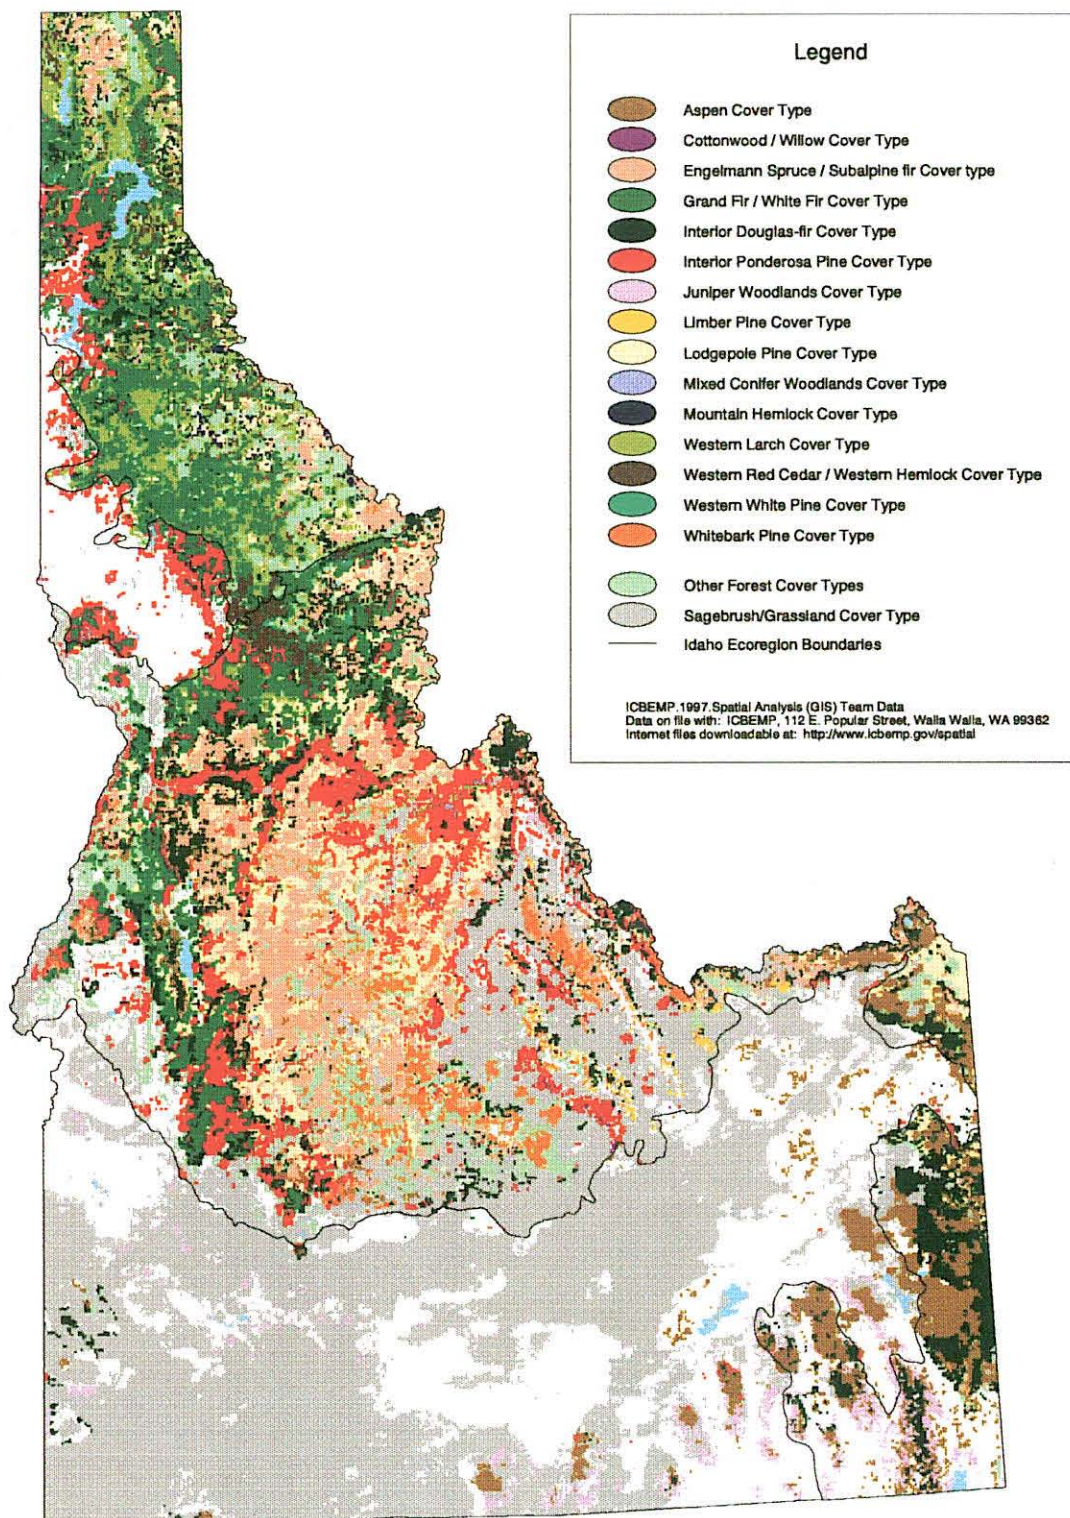 Legend
Aspen Cover Type
Cottonwood / Willow Cover Type
Engelmann Spruce / Subalpine fir Cover type
Grand Fir / White Fir Cover Type
Interior Douglas-fir Cover Type
Interior Ponderosa Pine Cover Type
Juniper Woodlands Cover Type
Limber Pine Cover Type
Lodgepole Pine Cover Type
Mixed Conifer Woodlands Cover Type
Mountain Hemlock Cover Type
Western Larch Cover Type
Western Red Cedar / Western Hemlock Cover Type
Western White Pine Cover Type
Whitebark Pine Cover Type
Other Forest Cover Types
Sagebrush/Grassland Cover Type
Idaho Ecoregion Boundaries
ICBEMP.1997.Spatial Analysis (GIS) Team Data
Data on file with: ICBEMP, 112 E. Popular Street, Walla Walla, WA 99362
Internet files downloadable at: http://www.icbemp.gov/spatial